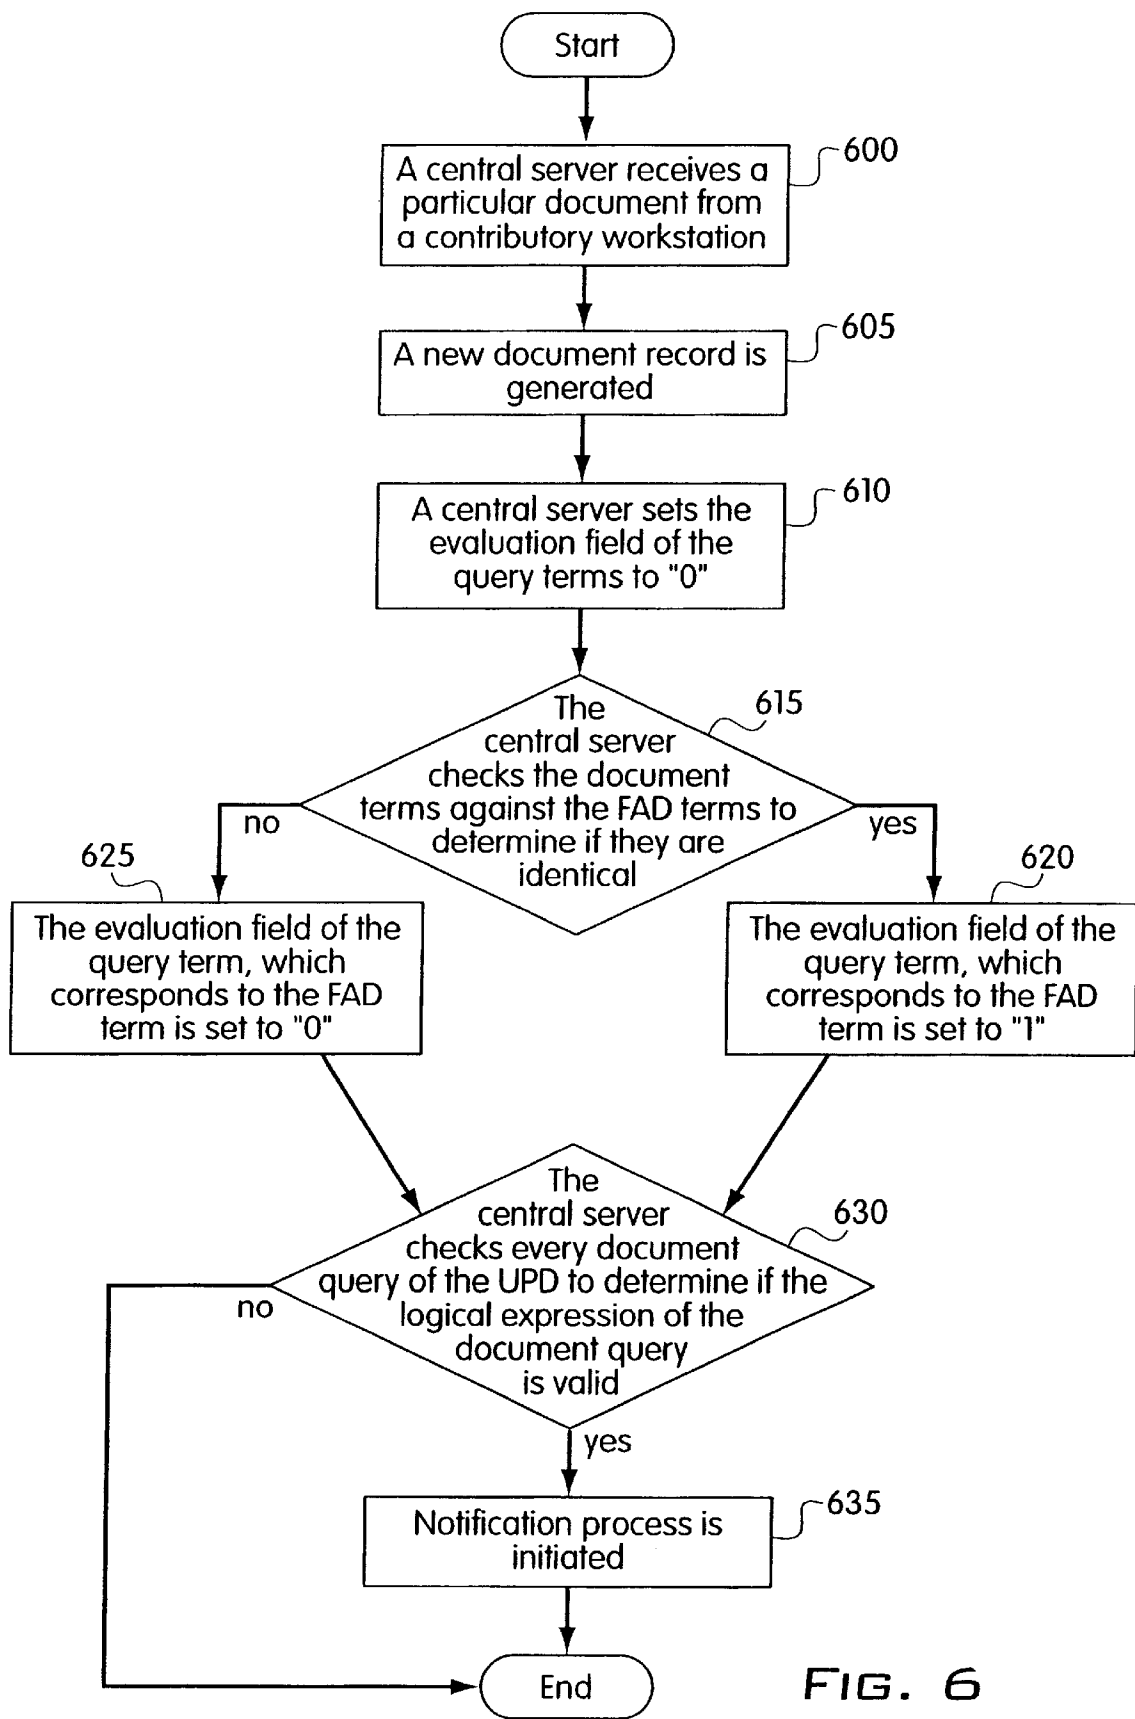 Start
600
A central server receives a
particular document from
a contributory workstation
605
A new document record is
generated
610
A central server sets the
evaluation field of the
query terms to "0"
615
The
central server
checks the document
terms against the FAD terms to
determine if they are
identical
no
yes
625
The evaluation field of the
query term, which
corresponds to the FAD
term is set to "0"
620
The evaluation field of the
query term, which
corresponds to the FAD
term is set to "1"
630
The
central server
checks every document
query of the UPD to determine if the
logical expression of the
document query
is valid
no
yes
635
Notification process is
initiated
End
FIG. 6